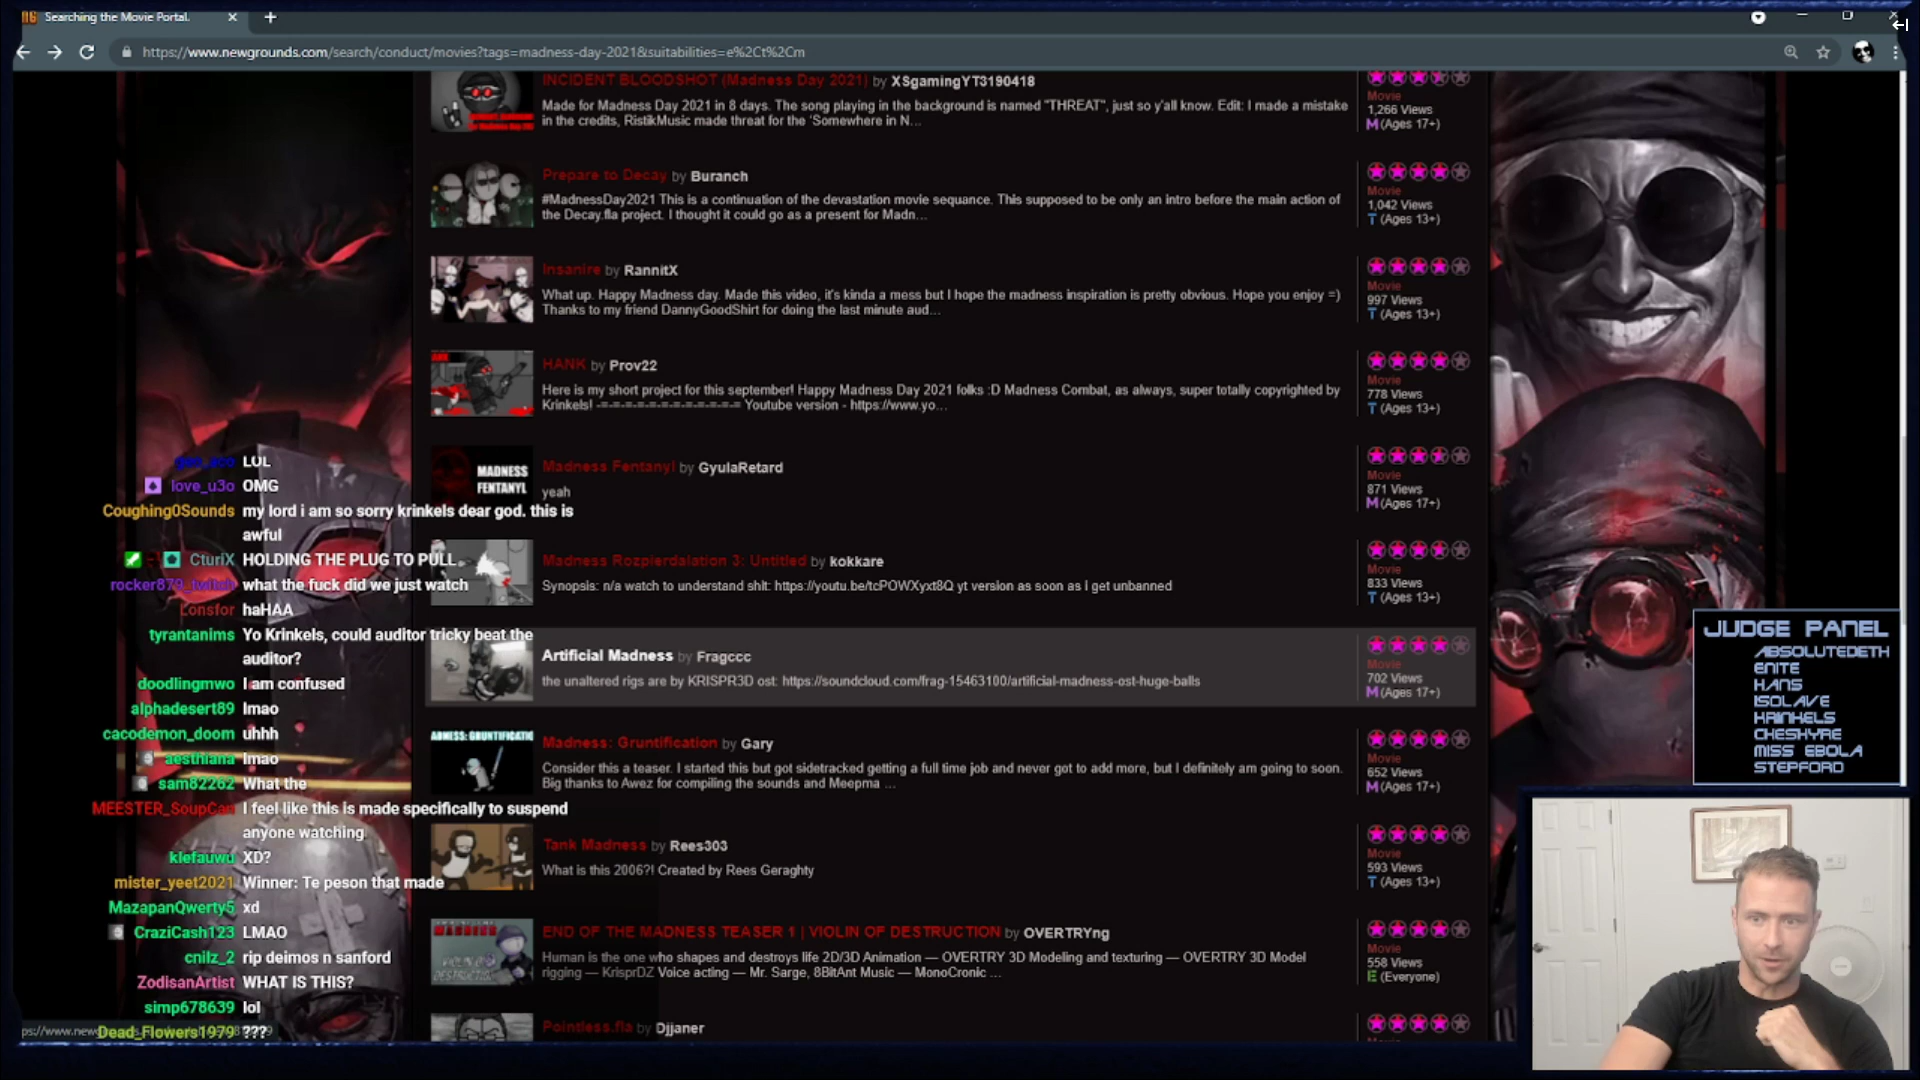 Searching the Movie Portal.
https://www.newgrounds.com/search/conduct/movies?tags=madness-day-2021&suitabilities=e%2Ct%2Cm
INCIDENT BLOODSHOT (Madness Day 2021) by XSgamingYT3190418
Made for Madness Day 2021 in 8 days. The song playing in the background is named "THREAT", just so y'all know. Edit: I made a mistake
in the credits, RistikMusic made threat for the 'Somewhere in N...
Movie
1,266 Views
M (Ages 17+)
Prepare to Decay by Buranch
#MadnessDay2021 This is a continuation of the devastation movie sequance. This supposed to be only an intro before the main action of
the Decay.fla project. I thought it could go as a present for Madn...
Movie
1,042 Views
T (Ages 13+)
Insanire by RannitX
What up. Happy Madness day. Made this video, it's kinda a mess but I hope the madness inspiration is pretty obvious. Hope you enjoy =)
Thanks to my friend DannyGoodShirt for doing the last minute aud...
Movie
997 Views
T (Ages 13+)
HANK by Prov22
Here is my short project for this september! Happy Madness Day 2021 folks :D Madness Combat, as always, super totally copyrighted by
Krinkels! -=-=-=-=-=-=-=-=-=-=-=-= Youtube version - https://www.yo...
Movie
778 Views
T (Ages 13+)
MADNESS
FENTANYL
Madness Fentanyl by GyulaRetard
yeah
Movie
871 Views
M (Ages 17+)
Madness Rozpierdalation 3: Untitled by kokkare
Synopsis: n/a watch to understand shit: https://youtu.be/tcPOWXyxt8Q yt version as soon as I get unbanned
Movie
833 Views
T (Ages 13+)
Artificial Madness by Fragccc
the unaltered rigs are by KRISPR3D ost: https://soundcloud.com/frag-15463100/artificial-madness-ost-huge-balls
Movie
702 Views
M (Ages 17+)
Madness: Gruntification by Gary
Consider this a teaser. I started this but got sidetracked getting a full time job and never got to add more, but I definitely am going to soon.
Big thanks to Awez for compiling the sounds and Meepma ...
Movie
652 Views
M (Ages 17+)
Tank Madness by Rees303
What is this 2006?! Created by Rees Geraghty
Movie
593 Views
T (Ages 13+)
END OF THE MADNESS TEASER 1 | VIOLIN OF DESTRUCTION by OVERTRYng
Human is the one who shapes and destroys life 2D/3D Animation — OVERTRY 3D Modeling and texturing — OVERTRY 3D Model
rigging — KrisprDZ Voice acting — Mr. Sarge, 8BitAnt Music — MonoCronic ...
Movie
558 Views
E (Everyone)
Pointless.fla by Djjaner
LOL
love_u3o OMG
Coughing0Sounds my lord i am so sorry krinkels dear god. this is
awful
CturiX HOLDING THE PLUG TO PULL
rocker879_twitch what the fuck did we just watch
Lonsfor haHAA
tyrantanims Yo Krinkels, could auditor tricky beat the
auditor?
doodlingmwo I am confused
alphadesert89 lmao
cacodemon_doom uhhh
aesthiana lmao
sam82262 What the
MEESTER_SoupCan I feel like this is made specifically to suspend
anyone watching
klefauwu XD?
mister_yeet2021 Winner: Te peson that made
MazapanQwerty5 xd
CraziCash123 LMAO
cnilz_2 rip deimos n sanford
ZodisanArtist WHAT IS THIS?
simp678639 lol
Dead_Flowers1979 ???
JUDGE PANEL
ABSOLUTEDETH
ENITE
HANS
ISOLAVE
KRINKELS
CHESHYRE
MISS EBOLA
STEPFORD